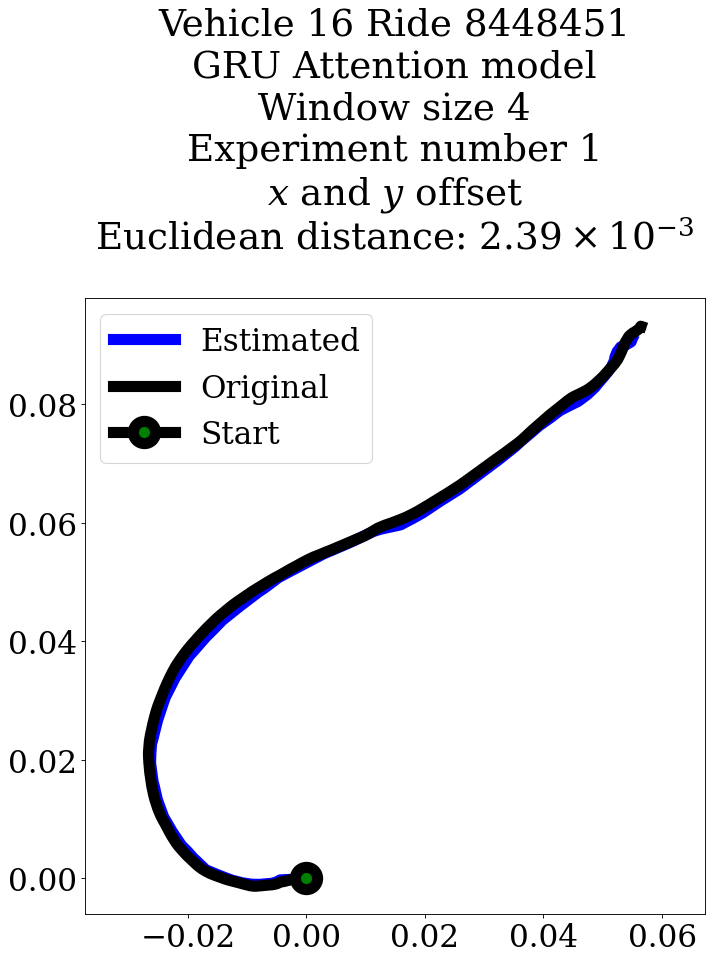 Vehicle 16 Ride 8448451
GRU Attention model
Window size 4
Experiment number 1
x and y offset
Euclidean distance: 2.39 × 10⁻³
Estimated
Original
Start
0.08
0.06
0.04
0.02
0.00
−0.02 0.00 0.02 0.04 0.06